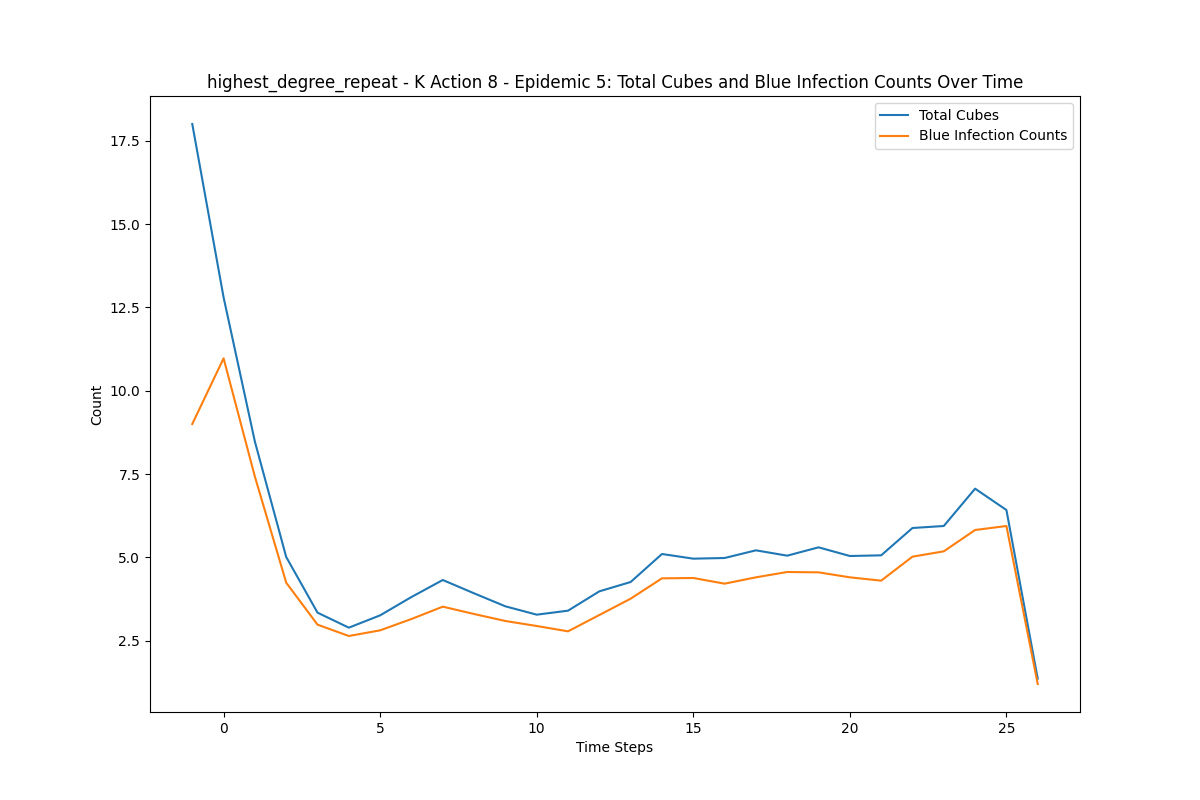 highest_degree_repeat - K Action 8 - Epidemic 5: Total Cubes and Blue Infection Counts Over Time
Total Cubes
Blue Infection Counts
17.5
15.0
12.5
10.0
7.5
5.0
2.5
Count
0 5 10 15 20 25
Time Steps